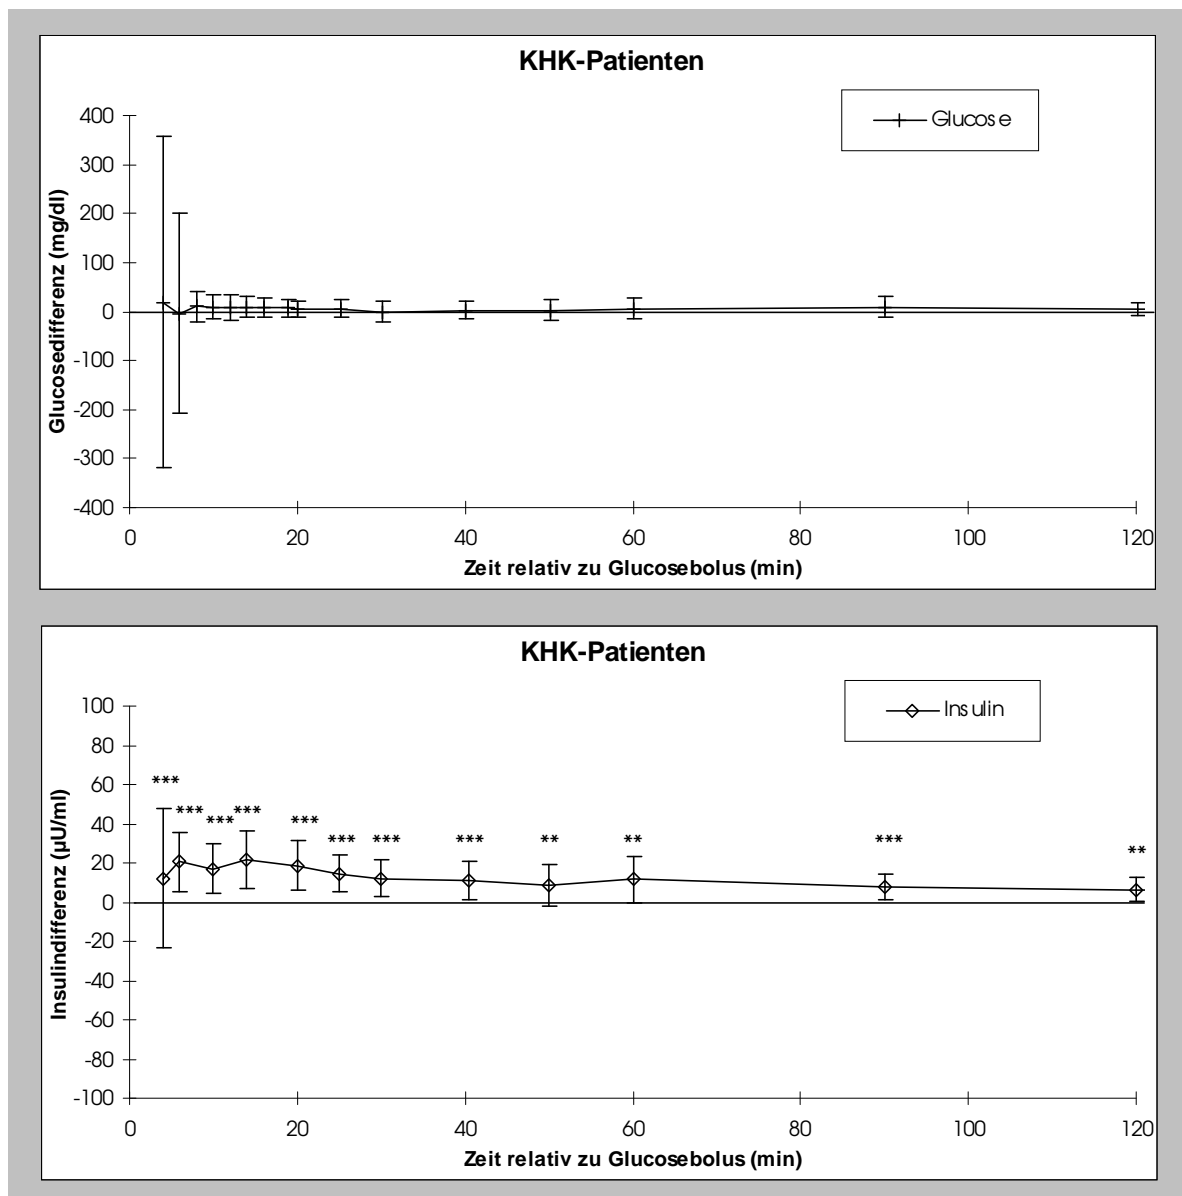 KHK-Patienten
Glucose
Glucosedifferenz (mg/dl)
400
300
200
100
0
-100
-200
-300
-400
0 20 40 60 80 100 120
Zeit relativ zu Glucosebolus (min)
KHK-Patienten
Insulin
Insulindifferenz (µU/ml)
100
80
60
40
20
0
-20
-40
-60
-80
-100
*** *** *** *** *** *** *** *** ** ** *** **
0 20 40 60 80 100 120
Zeit relativ zu Glucosebolus (min)